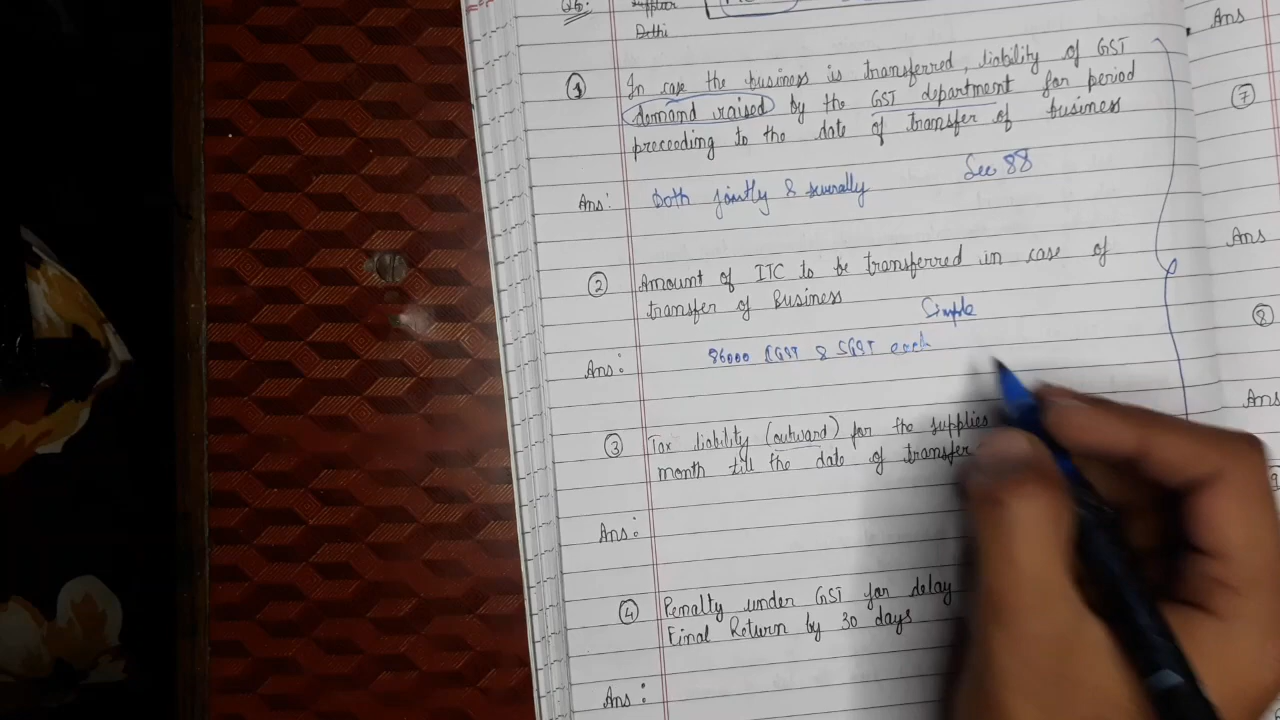 Q5:
Delhi
① In case the business is transferred, liability of GST
demand raised by the GST department for period
preceeding to the date of transfer of business
Ans: both jointly & severally Sec 88
② Amount of ITC to be transferred in case of
transfer of Business
Simple
Ans: 86000 CGST & SGST each
③ Tax liability (outward) for the supplies
month till the date of transfer
Ans:
④ Penalty under GST for delay
Final Return by 30 days
Ans:
Ans
⑦
Ans
⑧
Ans